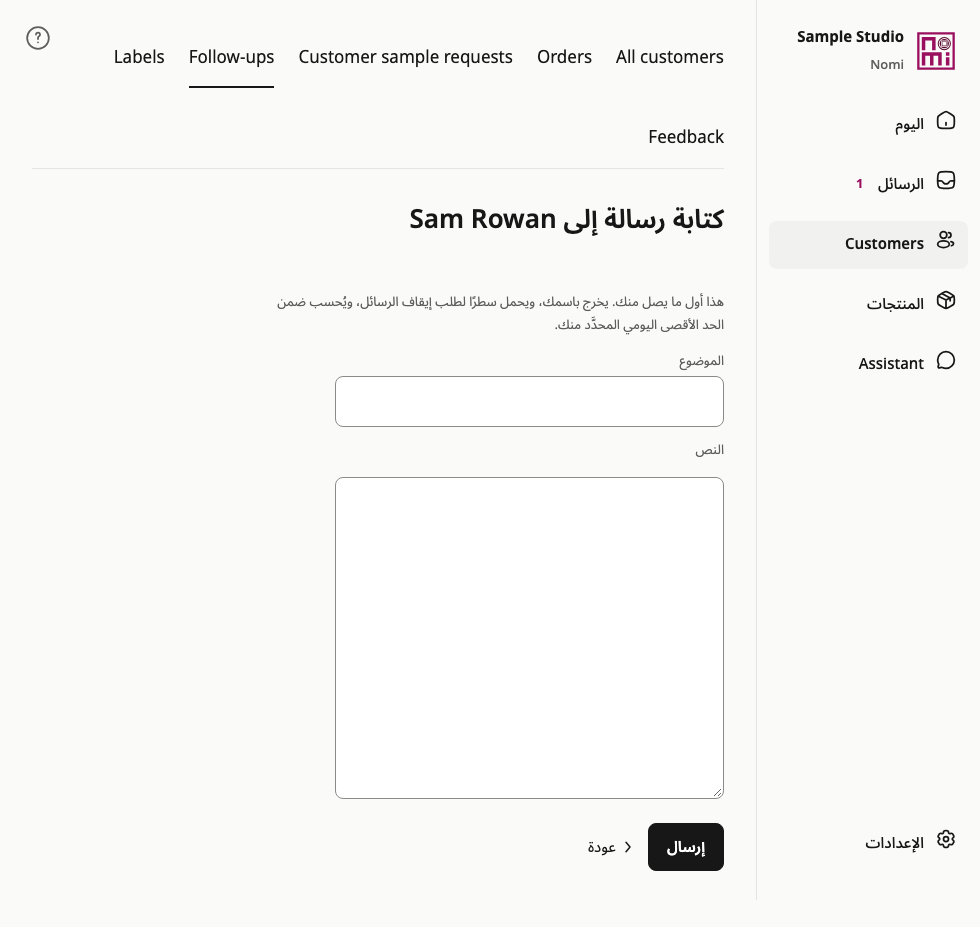 Sample Studio
Nomi
اليوم
الرسائل 1
Customers
المنتجات
Assistant
الإعدادات
All customers
Orders
Customer sample requests
Follow-ups
Labels
Feedback
?
كتابة رسالة إلى Sam Rowan
هذا أول ما يصل منك. يخرج باسمك، ويحمل سطرًا لطلب إيقاف الرسائل، ويُحسب ضمن
الحد الأقصى اليومي المحدَّد منك.
الموضوع
النص
إرسال
عودة